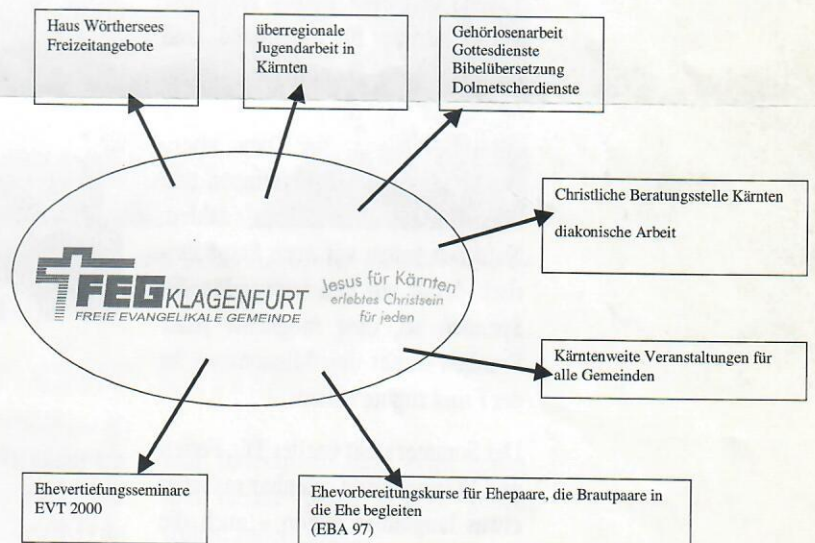 Haus Wörthersees
Freizeitangebote
überregionale
Jugendarbeit in
Kärnten
Gehörlosenarbeit
Gottesdienste
Bibelübersetzung
Dolmetscherdienste
Christliche Beratungsstelle Kärnten
diakonische Arbeit
FEG KLAGENFURT
FREIE EVANGELIKALE GEMEINDE
Jesus für Kärnten
erlebtes Christsein
für jeden
Kärntenweite Veranstaltungen für
alle Gemeinden
Ehevertiefungsseminare
EVT 2000
Ehevorbereitungskurse für Ehepaare, die Brautpaare in
die Ehe begleiten
(EBA 97)